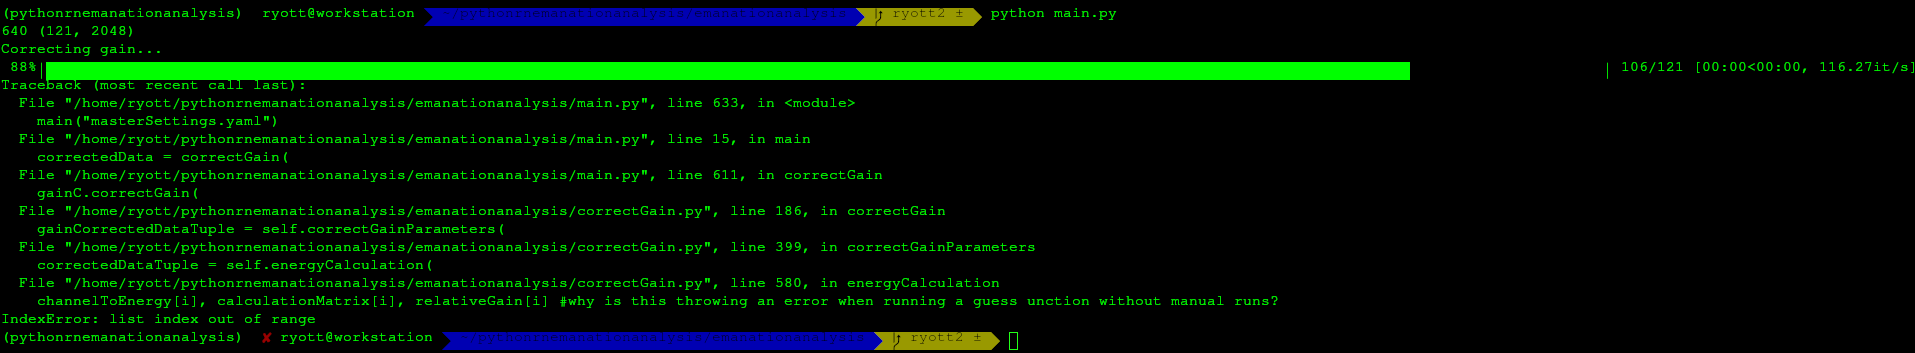 (pythonrnemanationanalysis)  ryott@workstation  ryott2 ±  python main.py
640 (121, 2048)
Correcting gain...
88%| | 106/121 [00:00<00:00, 116.27it/s]
Traceback (most recent call last):
  File "/home/ryott/pythonrnemanationanalysis/emanationanalysis/main.py", line 633, in <module>
    main("masterSettings.yaml")
  File "/home/ryott/pythonrnemanationanalysis/emanationanalysis/main.py", line 15, in main
    correctedData = correctGain(
  File "/home/ryott/pythonrnemanationanalysis/emanationanalysis/main.py", line 611, in correctGain
    gainC.correctGain(
  File "/home/ryott/pythonrnemanationanalysis/emanationanalysis/correctGain.py", line 186, in correctGain
    gainCorrectedDataTuple = self.correctGainParameters(
  File "/home/ryott/pythonrnemanationanalysis/emanationanalysis/correctGain.py", line 399, in correctGainParameters
    correctedDataTuple = self.energyCalculation(
  File "/home/ryott/pythonrnemanationanalysis/emanationanalysis/correctGain.py", line 580, in energyCalculation
    channelToEnergy[i], calculationMatrix[i], relativeGain[i] #why is this throwing an error when running a guess unction without manual runs?
IndexError: list index out of range
(pythonrnemanationanalysis)  ✘ ryott@workstation  ryott2 ±